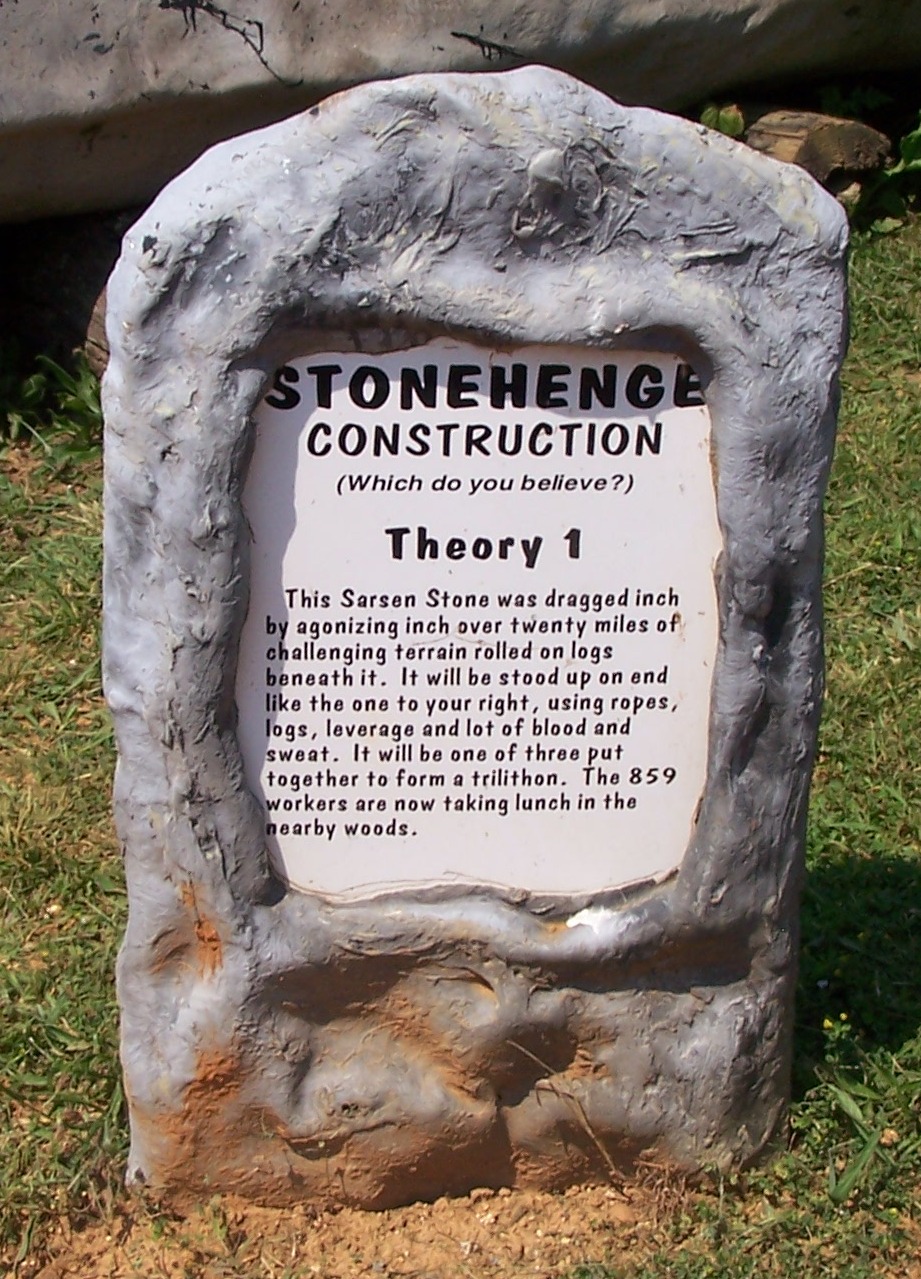 STONEHENGE
CONSTRUCTION
(Which do you believe?)
Theory 1
This Sarsen Stone was dragged inch
by agonizing inch over twenty miles of
challenging terrain rolled on logs
beneath it. It will be stood up on end
like the one to your right, using ropes,
logs, leverage and lot of blood and
sweat. It will be one of three put
together to form a trilithon. The 859
workers are now taking lunch in the
nearby woods.